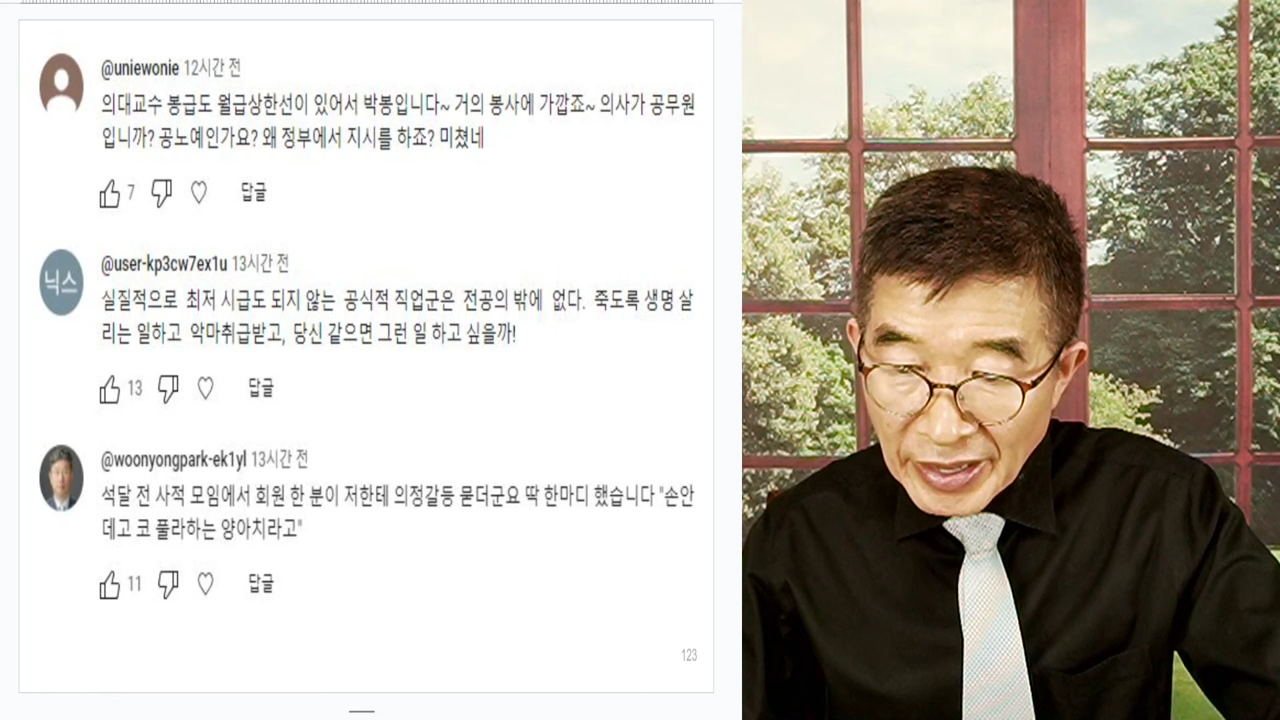 @uniewonie 12시간 전
의대교수 봉급도 월급상한선이 있어서 박봉입니다~ 거의 봉사에 가깝죠~ 의사가 공무원
입니까? 공노예인가요? 왜 정부에서 지시를 하죠? 미쳤네
7 답글
닉스
@user-kp3cw7ex1u 13시간 전
실질적으로 최저 시급도 되지 않는 공식적 직업군은 전공의 밖에 없다. 죽도록 생명 살
리는 일하고 악마취급받고, 당신 같으면 그런 일 하고 싶을까!
13 답글
@woonyongpark-ek1yl 13시간 전
석달 전 사적 모임에서 회원 한 분이 저한테 의정갈등 묻더군요 딱 한마디 했습니다 "손안
데고 코 풀라하는 양아치라고"
11 답글
123